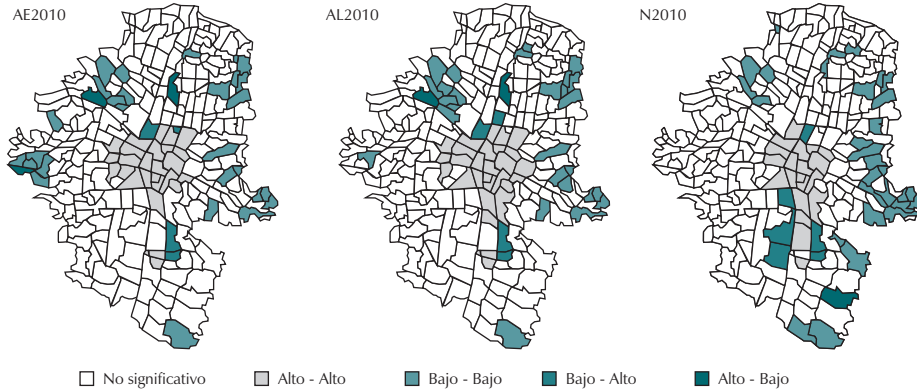 AE2010 AL2010 N2010
No significativo Alto - Alto Bajo - Bajo Bajo - Alto Alto - Bajo